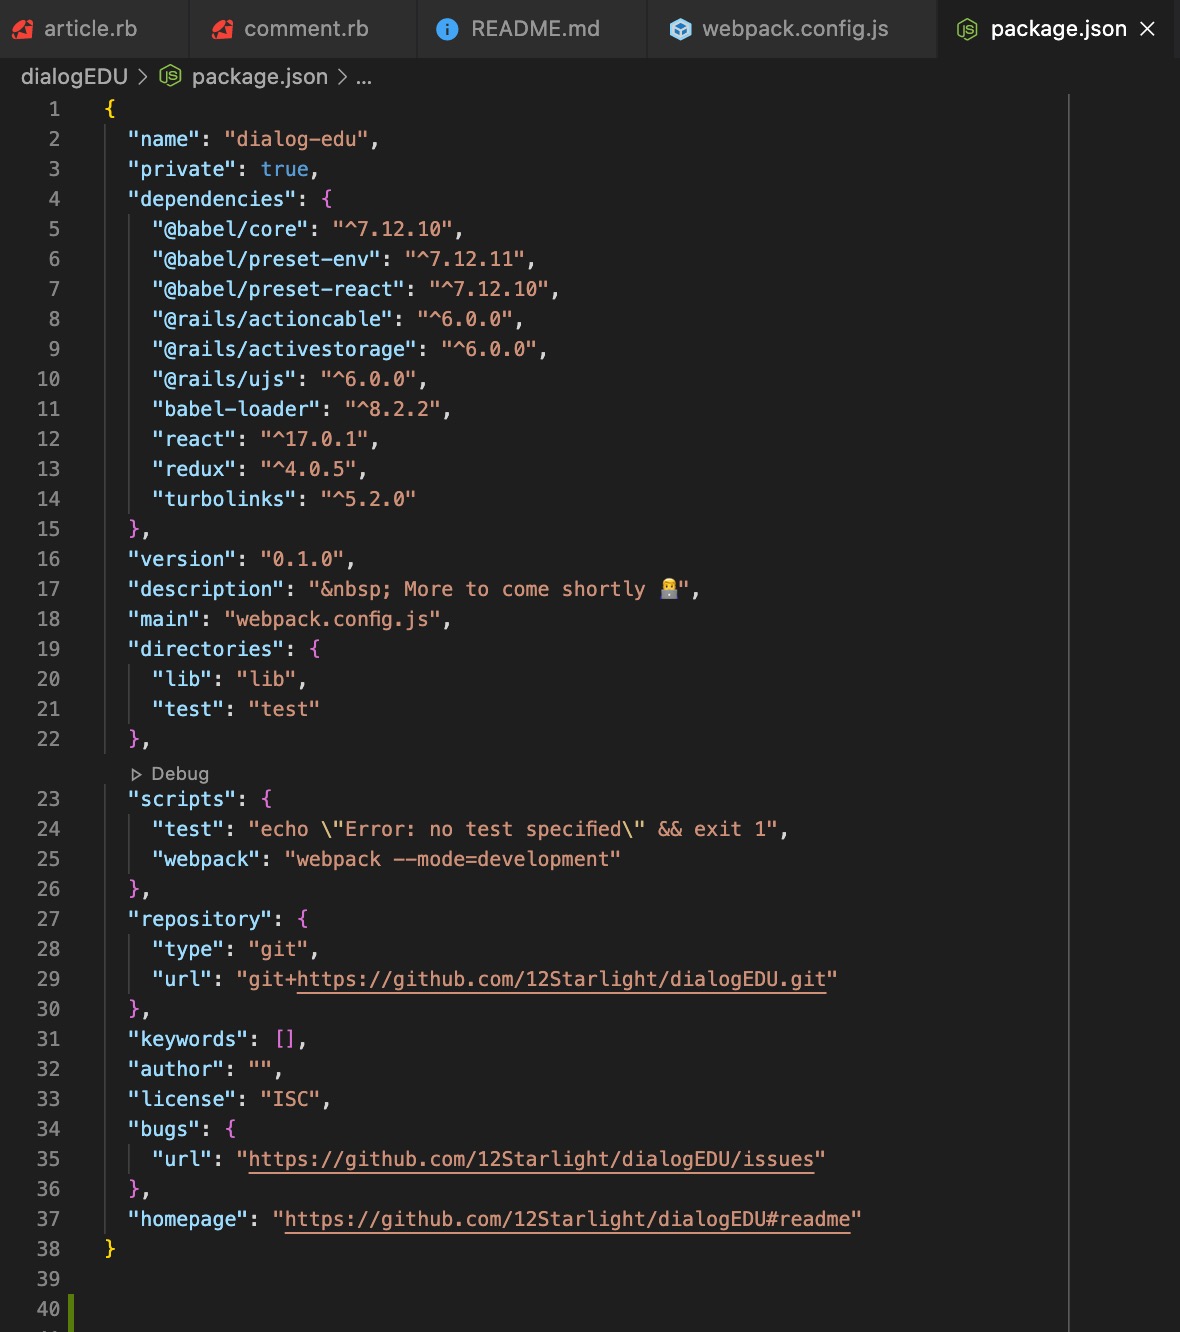 article.rb
comment.rb
README.md
webpack.config.js
package.json
dialogEDU > package.json > ...
1 {
2 "name": "dialog-edu",
3 "private": true,
4 "dependencies": {
5 "@babel/core": "^7.12.10",
6 "@babel/preset-env": "^7.12.11",
7 "@babel/preset-react": "^7.12.10",
8 "@rails/actioncable": "^6.0.0",
9 "@rails/activestorage": "^6.0.0",
10 "@rails/ujs": "^6.0.0",
11 "babel-loader": "^8.2.2",
12 "react": "^17.0.1",
13 "redux": "^4.0.5",
14 "turbolinks": "^5.2.0"
15 },
16 "version": "0.1.0",
17 "description": "&nbsp; More to come shortly 👨‍💻",
18 "main": "webpack.config.js",
19 "directories": {
20 "lib": "lib",
21 "test": "test"
22 },
Debug
23 "scripts": {
24 "test": "echo \"Error: no test specified\" && exit 1",
25 "webpack": "webpack --mode=development"
26 },
27 "repository": {
28 "type": "git",
29 "url": "git+https://github.com/12Starlight/dialogEDU.git"
30 },
31 "keywords": [],
32 "author": "",
33 "license": "ISC",
34 "bugs": {
35 "url": "https://github.com/12Starlight/dialogEDU/issues"
36 },
37 "homepage": "https://github.com/12Starlight/dialogEDU#readme"
38 }
39
40